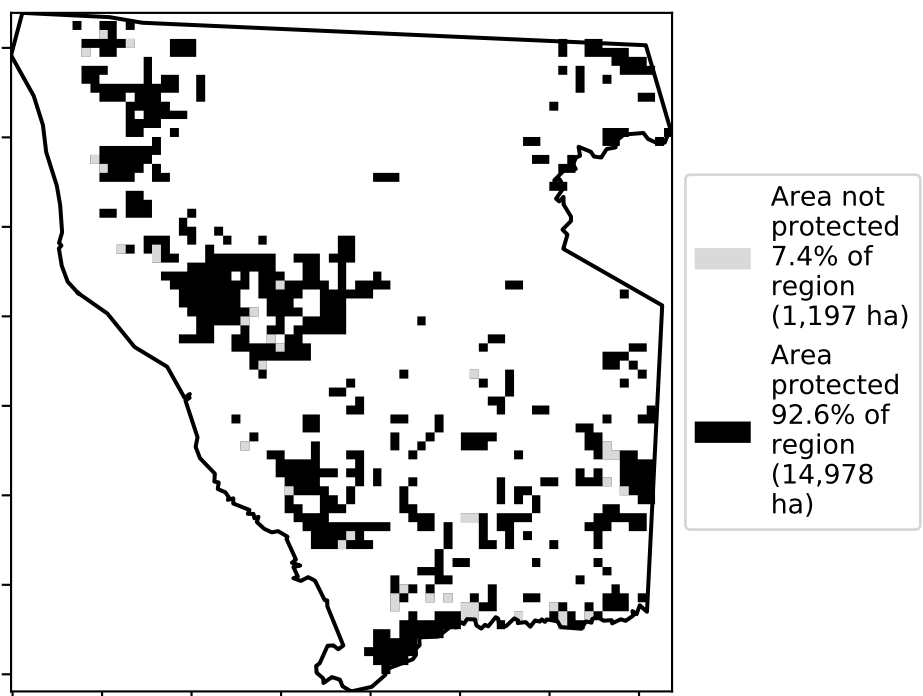 Area not
protected
7.4% of
region
(1,197 ha)
Area
protected
92.6% of
region
(14,978
ha)